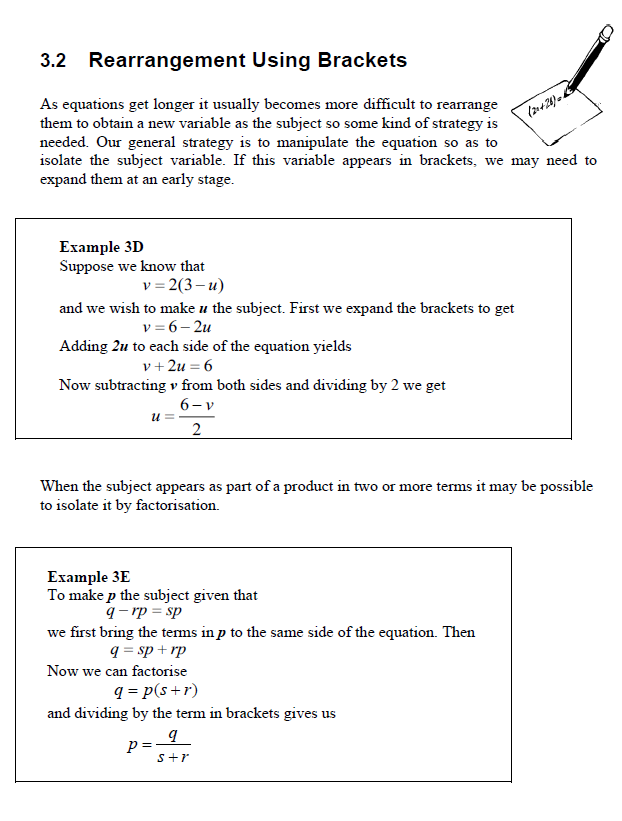 3.2 Rearrangement Using Brackets
As equations get longer it usually becomes more difficult to rearrange
them to obtain a new variable as the subject so some kind of strategy is
needed. Our general strategy is to manipulate the equation so as to
isolate the subject variable. If this variable appears in brackets, we may need to
expand them at an early stage.
Example 3D
Suppose we know that
v = 2(3 – u)
and we wish to make u the subject. First we expand the brackets to get
v = 6 – 2u
Adding 2u to each side of the equation yields
v + 2u = 6
Now subtracting v from both sides and dividing by 2 we get
u = (6 – v)/2
When the subject appears as part of a product in two or more terms it may be possible
to isolate it by factorisation.
Example 3E
To make p the subject given that
q – rp = sp
we first bring the terms in p to the same side of the equation. Then
q = sp + rp
Now we can factorise
q = p(s + r)
and dividing by the term in brackets gives us
p = q/(s + r)